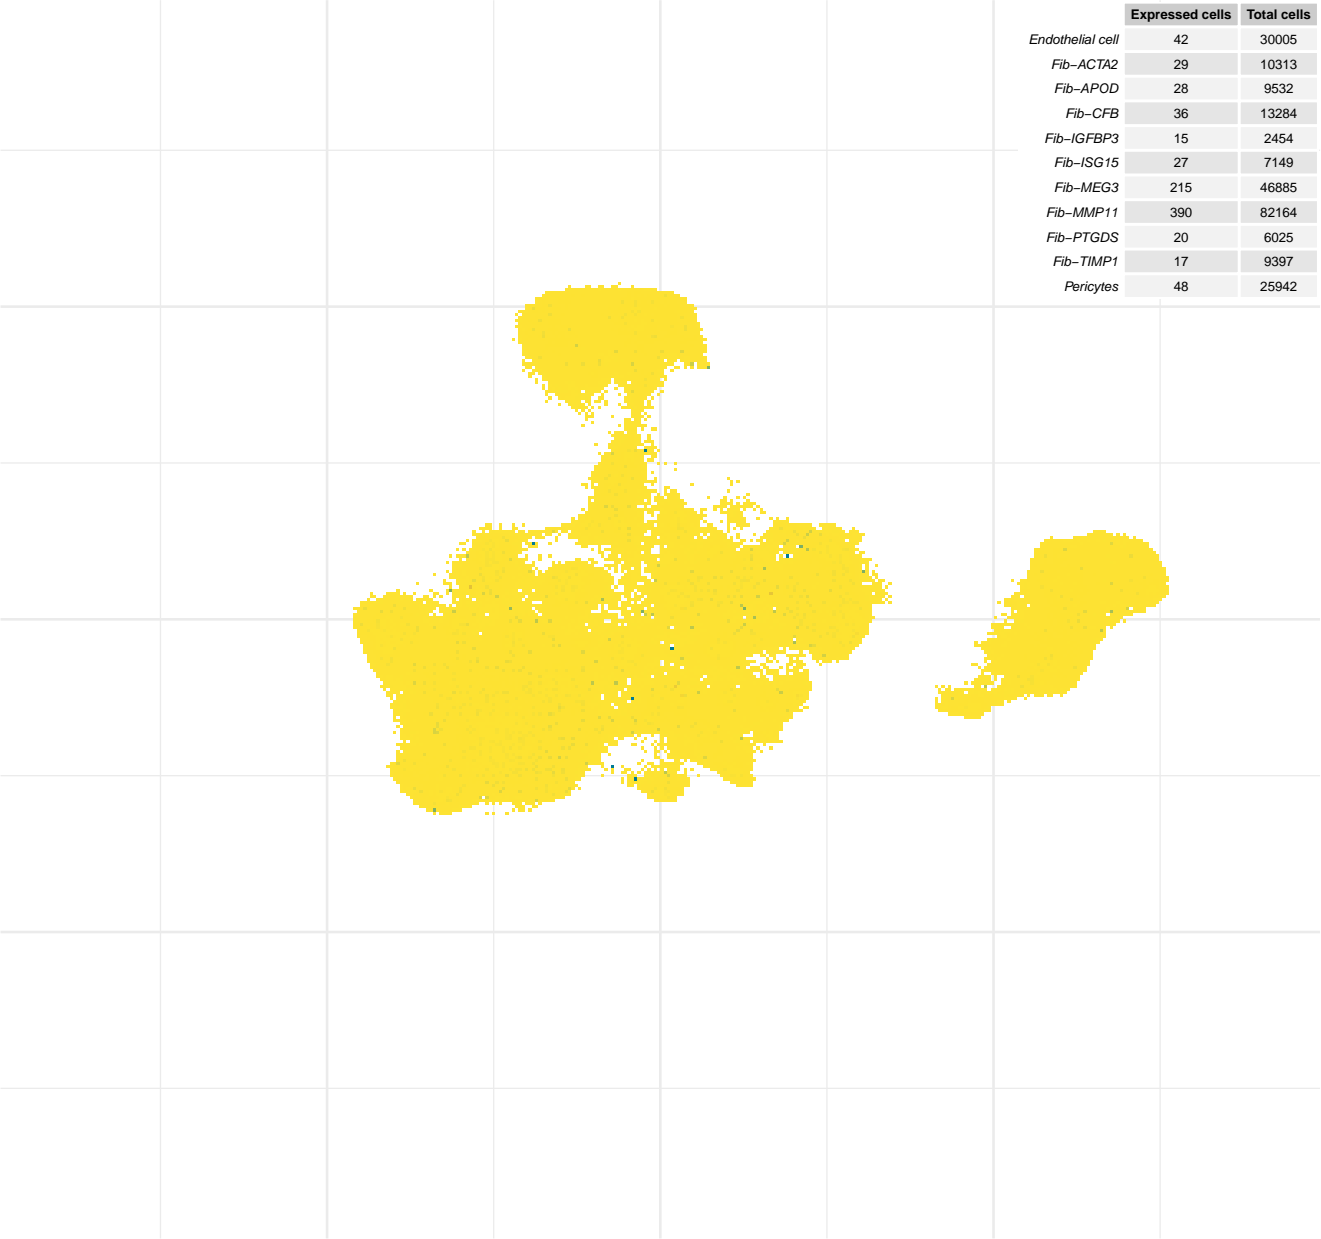 Expressed cells Total cells
Endothelial cell 42 30005
Fib−ACTA2 29 10313
Fib−APOD 28 9532
Fib−CFB 36 13284
Fib−IGFBP3 15 2454
Fib−ISG15 27 7149
Fib−MEG3 215 46885
Fib−MMP11 390 82164
Fib−PTGDS 20 6025
Fib−TIMP1 17 9397
Pericytes 48 25942